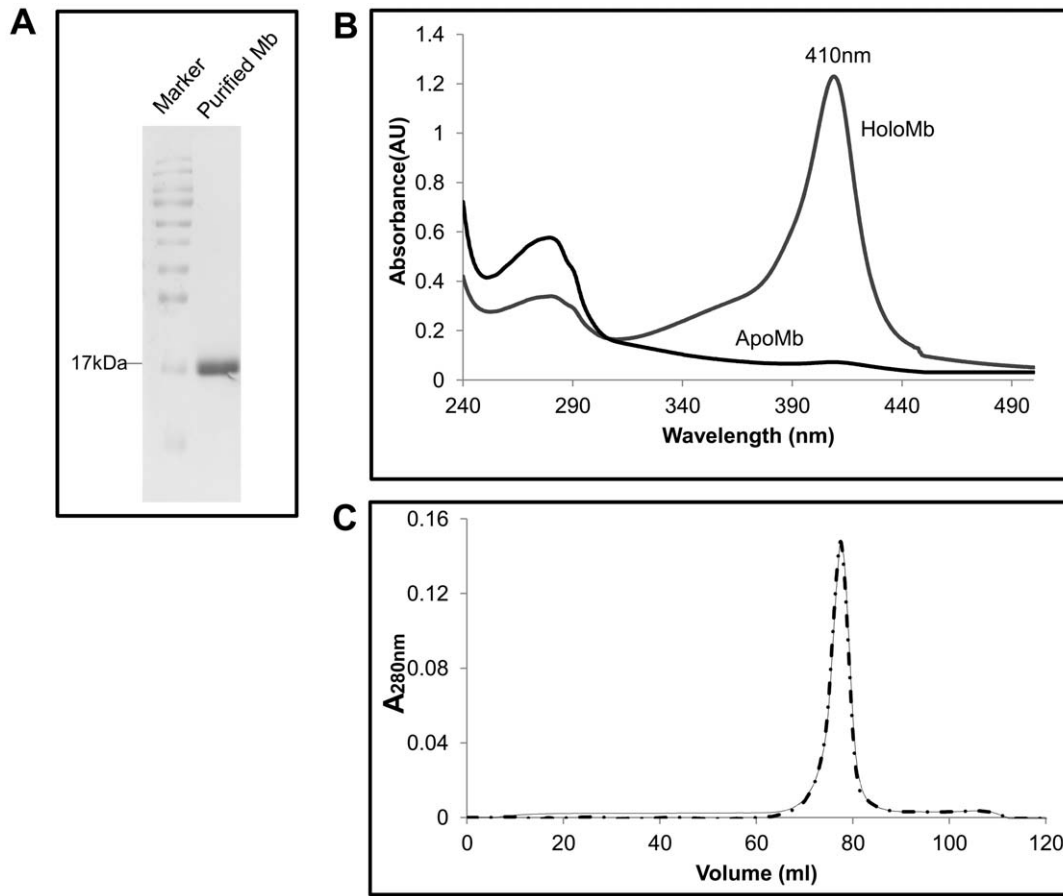 A
Marker
Purified Mb
17kDa
B
1.4
1.2
1
0.8
0.6
0.4
0.2
0
Absorbance(AU)
410nm
HoloMb
ApoMb
240
290
340
390
440
490
Wavelength (nm)
C
0.16
0.12
0.08
0.04
0
A280nm
0
20
40
60
80
100
120
Volume (ml)